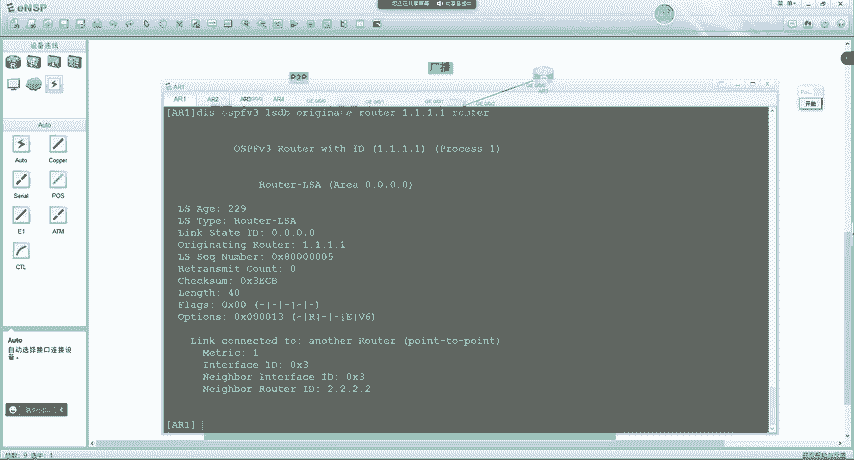 eNSP
菜 单
设备连线
P2P
广播
AR1
AR1 AR2 AR3 AR4
开始
[AR1]dis ospfv3 lsdb originate router 1.1.1.1 router
OSPFv3 Router with ID (1.1.1.1) (Process 1)
Router-LSA (Area 0.0.0.0)
LS Age: 229
LS Type: Router-LSA
Link State ID: 0.0.0.0
Originating Router: 1.1.1.1
LS Seq Number: 0x80000005
Retransmit Count: 0
Checksum: 0x3ECB
Length: 40
Flags: 0x00 (-|-|-|-|-)
Options: 0x000013 (-|R|-|-|E|V6)
Link connected to: another Router (point-to-point)
Metric: 1
Interface ID: 0x3
Neighbor Interface ID: 0x3
Neighbor Router ID: 2.2.2.2
[AR1]
Auto
Auto Copper
Serial POS
E1 ATM
CTL
Auto
自动选择接口连接设备。